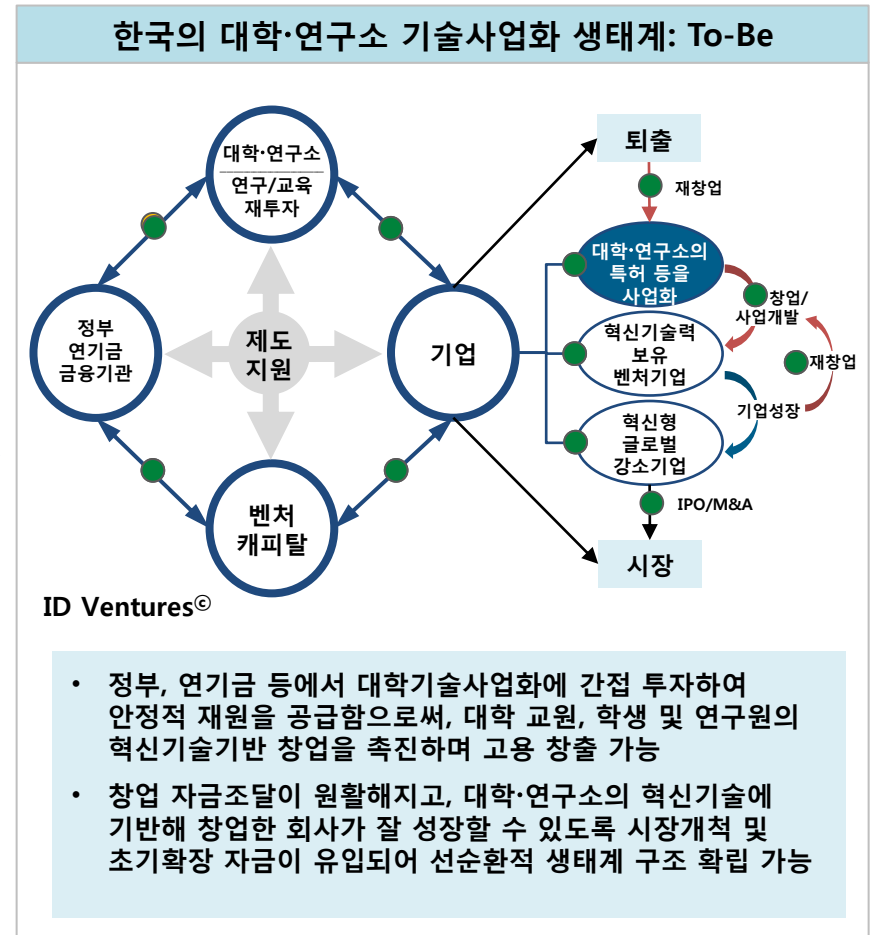 한국의 대학·연구소 기술사업화 생태계: To-Be
대학·연구소
연구/교육
재투자
정부
연기금
금융기관
제도
지원
기업
벤처
캐피탈
퇴출
재창업
대학·연구소의
특허 등을
사업화
창업/
사업개발
혁신기술력
보유
벤처기업
재창업
기업성장
혁신형
글로벌
강소기업
IPO/M&A
시장
ID Ventures©
• 정부, 연기금 등에서 대학기술사업화에 간접 투자하여
안정적 재원을 공급함으로써, 대학 교원, 학생 및 연구원의
혁신기술기반 창업을 촉진하며 고용 창출 가능
• 창업 자금조달이 원활해지고, 대학·연구소의 혁신기술에
기반해 창업한 회사가 잘 성장할 수 있도록 시장개척 및
초기확장 자금이 유입되어 선순환적 생태계 구조 확립 가능